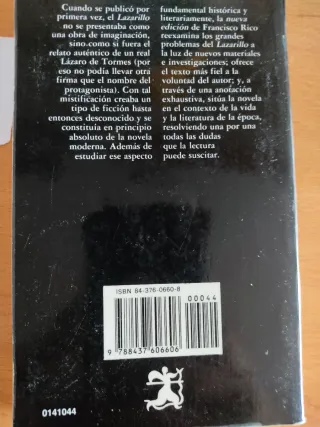 Cuando se publicó por
primera vez, el Lazarillo
no se presentaba como
una obra de imaginación,
sino como si fuera el
relato auténtico de un real
Lázaro de Tormes (por
eso no podía llevar otra
firma que el nombre del
protagonista). Con tal
mistificación creaba un
tipo de ficción hasta
entonces desconocido y se
constituía en principio
absoluto de la novela
moderna. Además de
estudiar ese aspecto
fundamental histórica y
literariamente, la nueva
edición de Francisco Rico
reexamina los grandes
problemas del Lazarillo a
la luz de nuevos materiales
e investigaciones; ofrece
el texto más fiel a la
voluntad del autor; y, a
través de una anotación
exhaustiva, sitúa la novela
en el contexto de la vida
y la literatura de la época,
resolviendo una por una
todas las dudas
que la lectura
puede suscitar.
ISBN 84-376-0660-8
00044
9 788437 606606
0141044